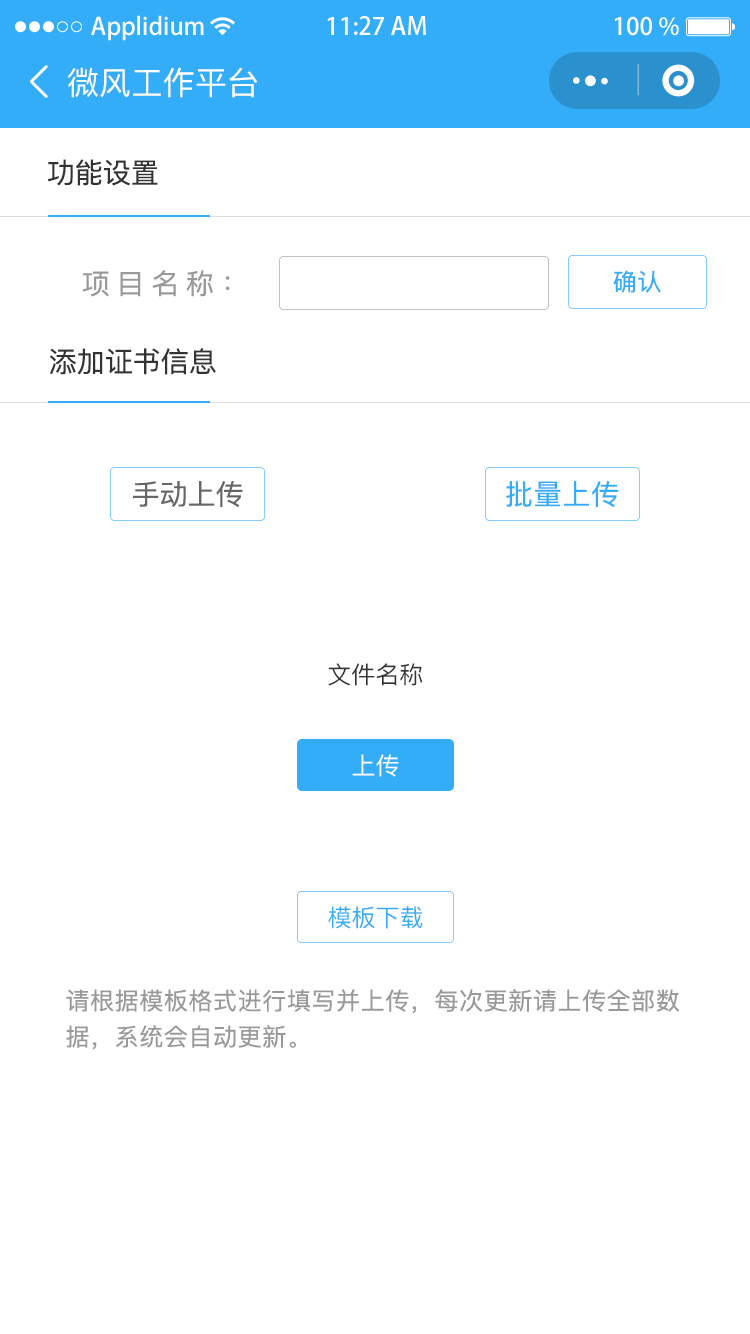 Applidium 11:27 AM 100 %
微风工作平台
功能设置
项目名称： 确认
添加证书信息
手动上传 批量上传
文件名称
上传
模板下载
请根据模板格式进行填写并上传，每次更新请上传全部数
据，系统会自动更新。